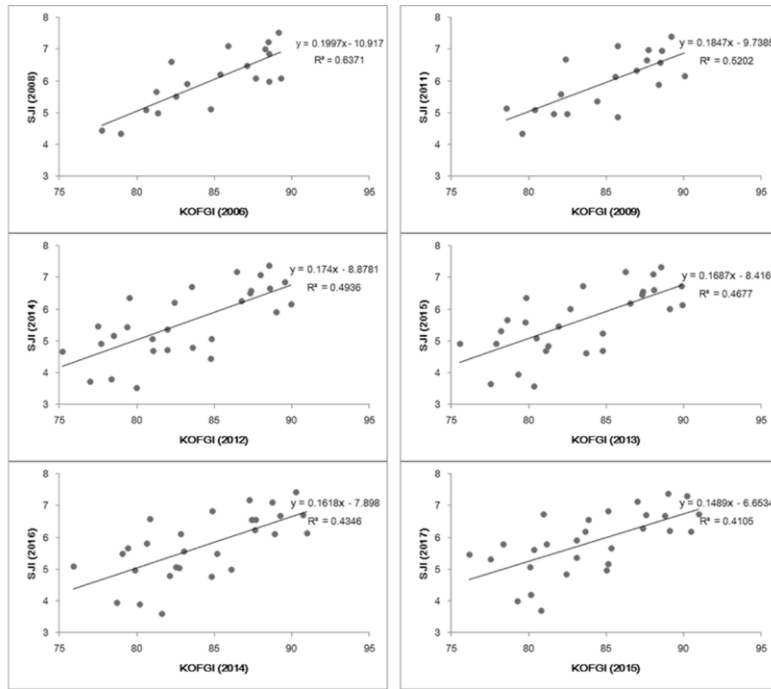 8
7
6
5
4
3
SJI (2008)
y = 0.1997x - 10.917
R² = 0.6371
75 80 85 90 95
KOFGI (2006)
8
7
6
5
4
3
SJI (2011)
y = 0.1847x - 9.7385
R² = 0.5202
75 80 85 90 95
KOFGI (2009)
8
7
6
5
4
3
SJI (2014)
y = 0.174x - 8.8781
R² = 0.4936
75 80 85 90 95
KOFGI (2012)
8
7
6
5
4
3
SJI (2015)
y = 0.1687x - 8.416
R² = 0.4677
75 80 85 90 95
KOFGI (2013)
8
7
6
5
4
3
SJI (2016)
y = 0.1618x - 7.898
R² = 0.4346
75 80 85 90 95
KOFGI (2014)
8
7
6
5
4
3
SJI (2017)
y = 0.1489x - 6.6534
R² = 0.4105
75 80 85 90 95
KOFGI (2015)